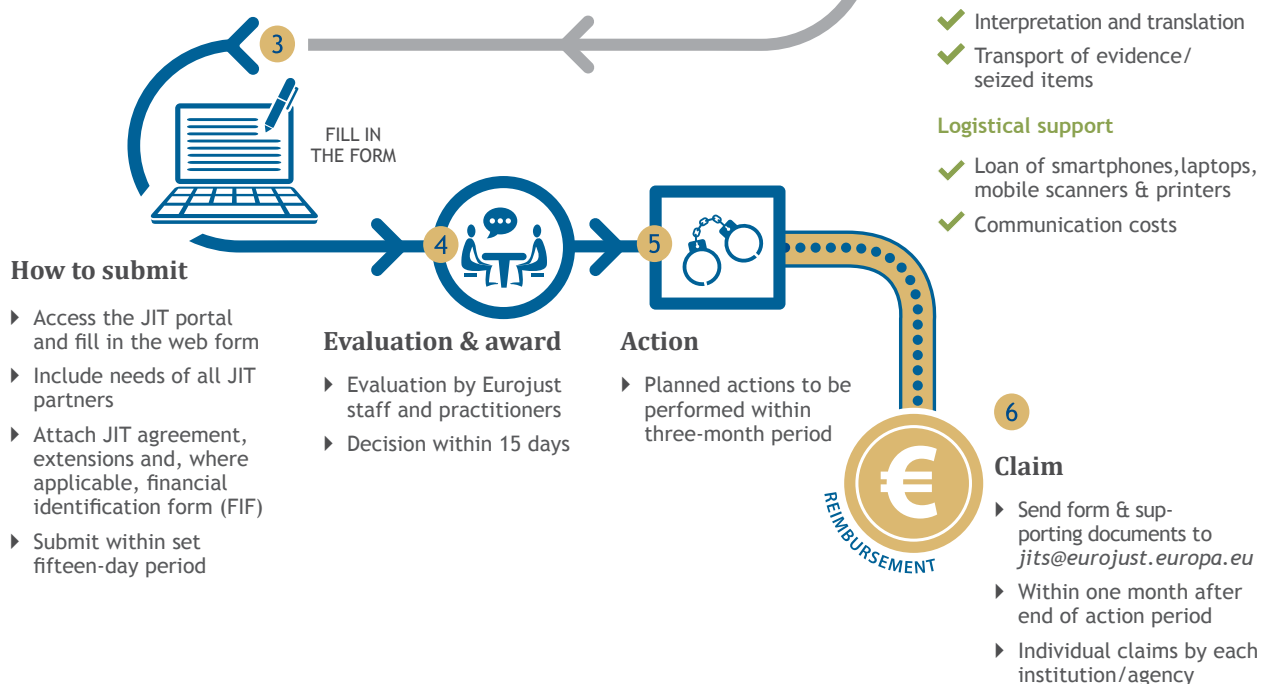 Interpretation and translation
Transport of evidence/
seized items
Logistical support
Loan of smartphones,laptops,
mobile scanners & printers
Communication costs
3
FILL IN
THE FORM
How to submit
▸ Access the JIT portal
and fill in the web form
▸ Include needs of all JIT
partners
▸ Attach JIT agreement,
extensions and, where
applicable, financial
identification form (FIF)
▸ Submit within set
fifteen-day period
4
Evaluation & award
▸ Evaluation by Eurojust
staff and practitioners
▸ Decision within 15 days
5
Action
▸ Planned actions to be
performed within
three-month period
€
REIMBURSEMENT
6
Claim
▸ Send form & sup-
porting documents to
jits@eurojust.europa.eu
▸ Within one month after
end of action period
▸ Individual claims by each
institution/agency